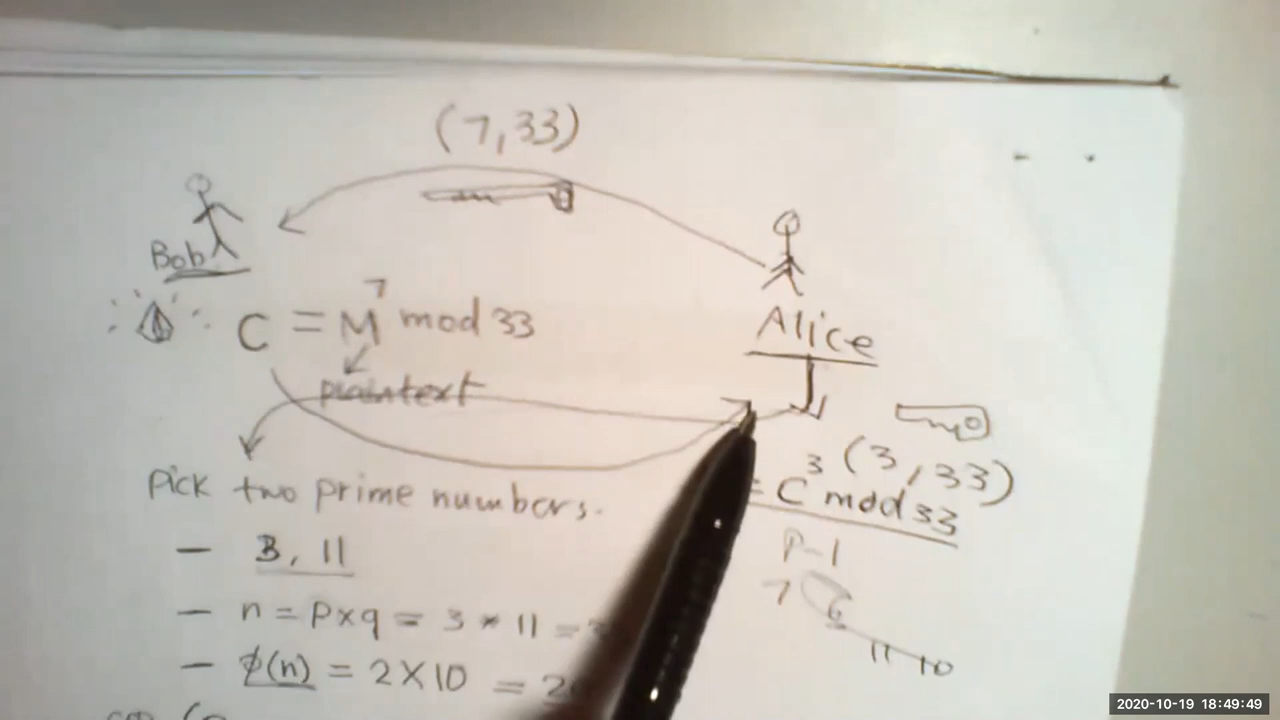 (7,33)
Bob
C = M^7 mod 33
Alice
plaintext
(3,33)
= C^3 mod 33
Pick two prime numbers.
- 3, 11
P-1
7 6
- n = P×q = 3 * 11 =
11 10
- φ(n) = 2×10 = 2
2020-10-19 18:49:49